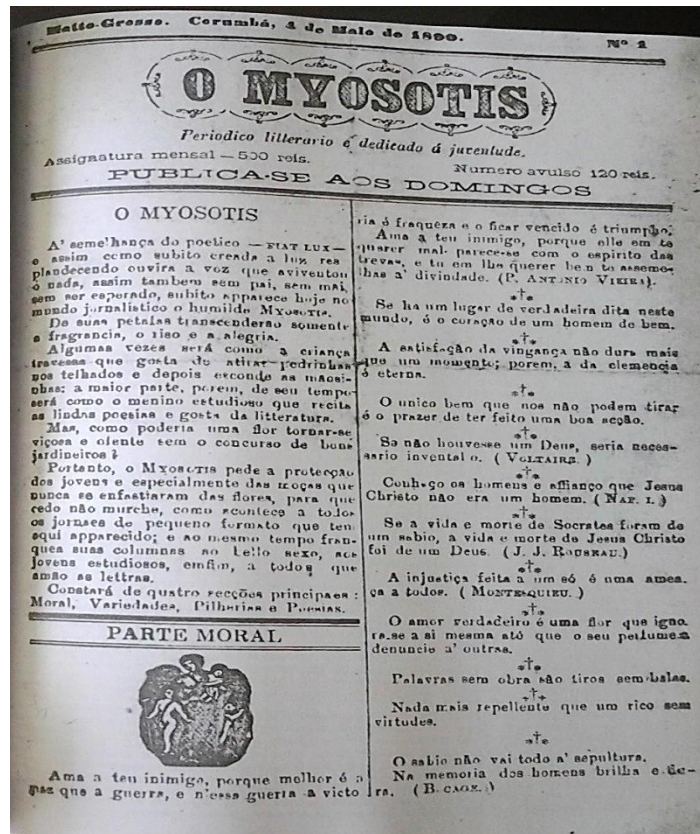 Matto-Grosso. Corumbá, 1 de Maio de 1890. Nº 1
O MYOSOTIS
Periodico litterario e dedicado á juventude.
Assignatura mensal — 500 reis. Numero avulso 120 reis.
PUBLICA-SE AOS DOMINGOS
O MYOSOTIS
A' semelhança do poetico — FIAT LUX —
e assim como subito creada a luz res
plandecendo ouvira a voz que aviventou
o nada, assim tambem sem pai, sem mai,
sem ser esperado, subito apparece hoje no
mundo jornalistico o humilde MYOSOTIS.
De suas petalas transcenderão somente
a fragrancia, o riso e a alegria.
Algumas vezes será como a criança
travessa que gosta de atirar pedrinhas
nos telhados e depois esconde as maosi-
nhas; a maior parte, porem, de seu tempo
será como o menino estudioso que recita
as lindas poesias e gosta da litteratura.
Mas, como poderia uma flor tornar-se
viçosa e olente sem o concurso de bons
jardineiros ?
Portanto, o MYOSOTIS pede a protecção
dos jovens e especialmente das moças que
nunca se enfastiaram das flores, para que
cedo não murche, como acontece a todos
os jornaes de pequeno formato que tem
aqui apparecido; e ao mesmo tempo fran-
quea suas columnas ao bello sexo, aos
jovens estudiosos, emfim, a todos que
amão as lettras.
Constará de quatro secções principaes :
Moral, Variedades, Pilherias e Poesias.
PARTE MORAL
Ama a teu inimigo, porque melhor é a
paz que a guerra, e n'essa guerra a victo
ria é fraqueza e o ficar vencido é triumpho.
Ama a teu inimigo, porque elle em te
querer mal parece-se com o espirito das
trevas, e tu em lhe querer bem te asseme-
lhas a' divindade. (P. ANTONIO VIEIRA).
Se ha um lugar de verdadeira dita neste
mundo, é o coração de um homem de bem.
A satisfação da vingança não dura mais
que um momento; porem, a da clemencia
é eterna.
O unico bem que nos não podem tirar
é o prazer de ter feito uma boa acção.
Se não houvesse um Deus, seria neces-
sario invental o. ( VOLTAIRE. )
Conheço os homens e affianço que Jesus
Christo não era um homem. ( NAP. I. )
Se a vida e morte de Socrates foram de
um sabio, a vida e morte de Jesus Christo
foi de um Deus. ( J. J. ROUSEAU.)
A injustiça feita a um só é uma amea.
ça a todos. ( MONTESQUIEU. )
O amor verdadeiro é uma flor que igno
ra.se a si mesma até que o seu perfume a
denuncie a' outras.
Palavras sem obra são tiros sem balas.
Nada mais repellente que um rico sem
virtudes.
O sabio não vai todo a' sepultura.
Na memoria dos homens brilha e du-
ra. ( B. CAGE. )